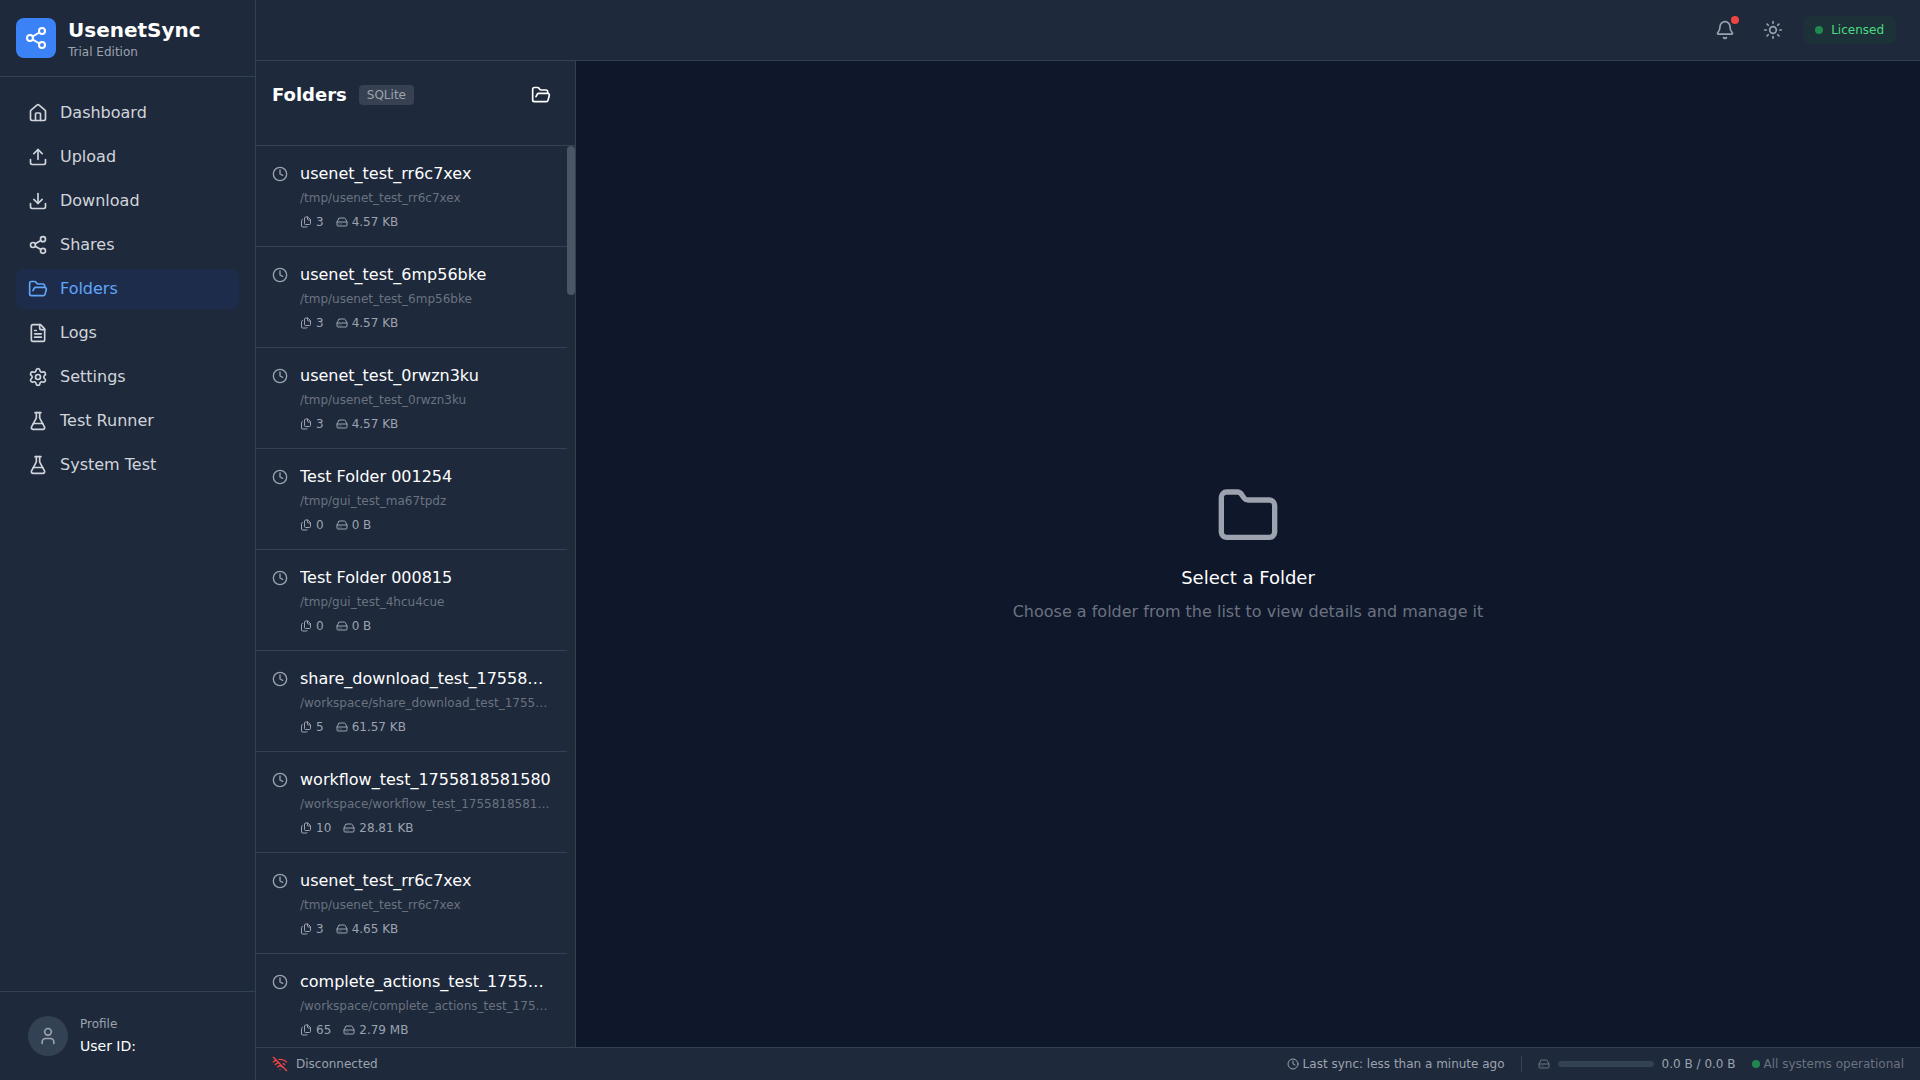 UsenetSync
Trial Edition
Dashboard
Upload
Download
Shares
Folders
Logs
Settings
Test Runner
System Test
Profile
User ID:
Licensed
Folders SQLite
usenet_test_rr6c7xex
/tmp/usenet_test_rr6c7xex
3 4.57 KB
usenet_test_6mp56bke
/tmp/usenet_test_6mp56bke
3 4.57 KB
usenet_test_0rwzn3ku
/tmp/usenet_test_0rwzn3ku
3 4.57 KB
Test Folder 001254
/tmp/gui_test_ma67tpdz
0 0 B
Test Folder 000815
/tmp/gui_test_4hcu4cue
0 0 B
share_download_test_17558...
/workspace/share_download_test_1755...
5 61.57 KB
workflow_test_1755818581580
/workspace/workflow_test_1755818581...
10 28.81 KB
usenet_test_rr6c7xex
/tmp/usenet_test_rr6c7xex
3 4.65 KB
complete_actions_test_1755...
/workspace/complete_actions_test_175...
65 2.79 MB
Select a Folder
Choose a folder from the list to view details and manage it
Disconnected
Last sync: less than a minute ago
0.0 B / 0.0 B
All systems operational